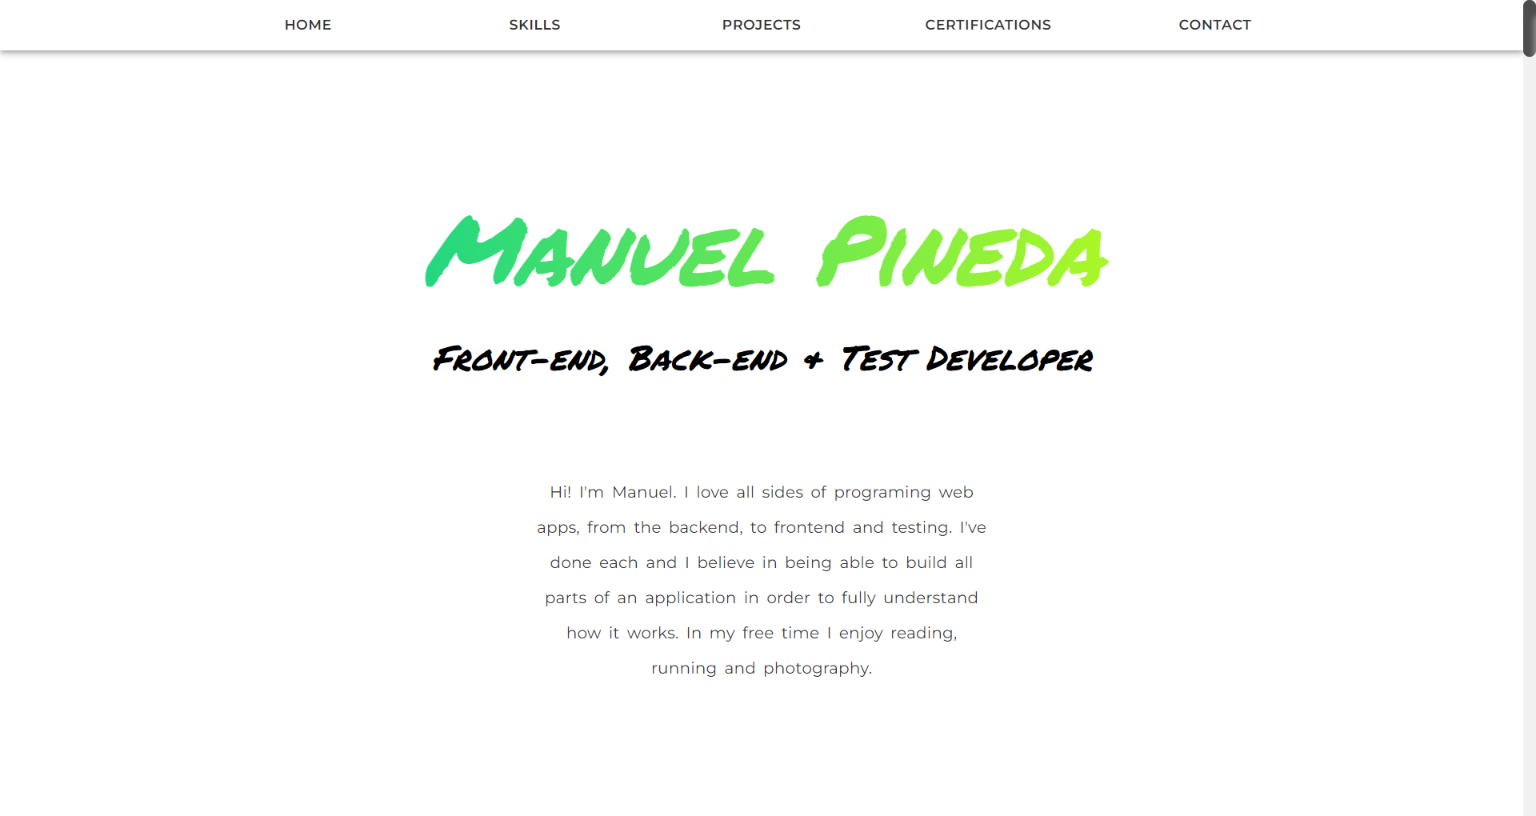 HOME SKILLS PROJECTS CERTIFICATIONS CONTACT
Manuel Pineda
Front-end, Back-end & Test Developer
Hi! I'm Manuel. I love all sides of programing web
apps, from the backend, to frontend and testing. I've
done each and I believe in being able to build all
parts of an application in order to fully understand
how it works. In my free time I enjoy reading,
running and photography.